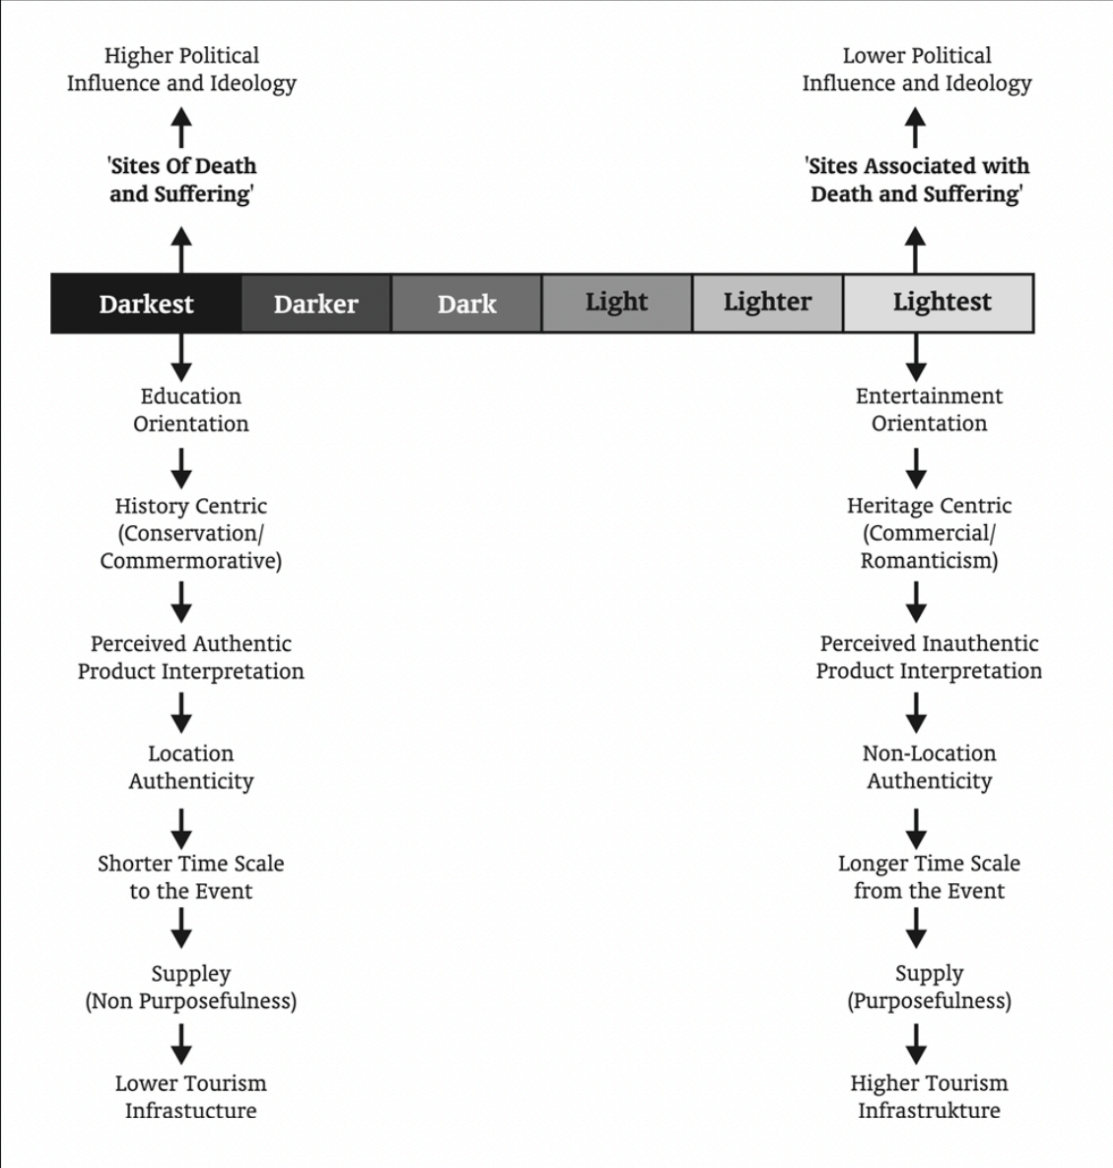 Higher Political
Influence and Ideology
Lower Political
Influence and Ideology
'Sites Of Death
and Suffering'
'Sites Associated with
Death and Suffering'
Darkest
Darker
Dark
Light
Lighter
Lightest
Education
Orientation
History Centric
(Conservation/
Commermorative)
Perceived Authentic
Product Interpretation
Location
Authenticity
Shorter Time Scale
to the Event
Suppley
(Non Purposefulness)
Lower Tourism
Infrastucture
Entertainment
Orientation
Heritage Centric
(Commercial/
Romanticism)
Perceived Inauthentic
Product Interpretation
Non-Location
Authenticity
Longer Time Scale
from the Event
Supply
(Purposefulness)
Higher Tourism
Infrastrukture